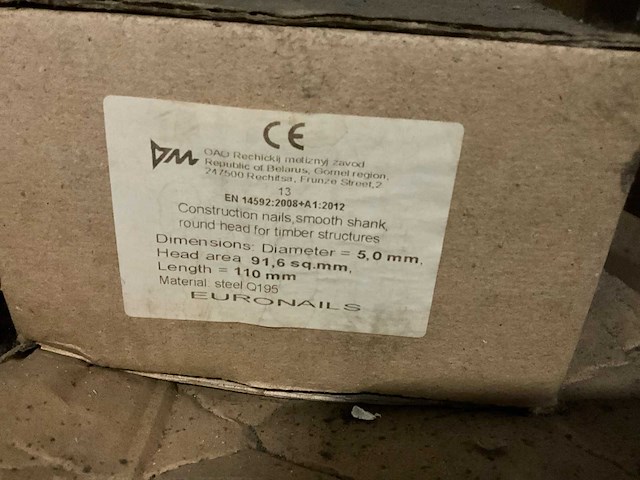 CE
OAO Rechickij metiznyj zavod
Republic of Belarus, Gomel region,
247500 Rechitsa, Frunze Street,2
13
EN 14592:2008+A1:2012
Construction nails,smooth shank,
round head for timber structures
Dimensions: Diameter = 5,0 mm,
Head area 91,6 sq.mm,
Length = 110 mm
Material steel Q195
EURONAILS